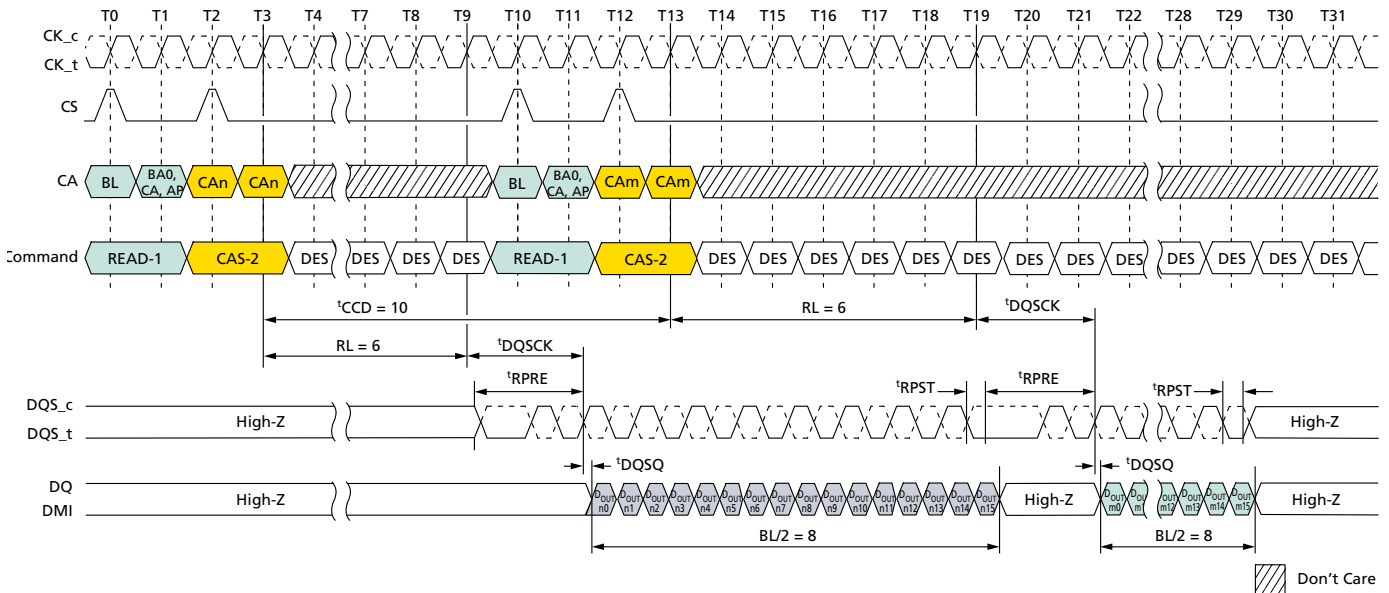 T0 T1 T2 T3 T4 T7 T8 T9 T10 T11 T12 T13 T14 T15 T16 T17 T18 T19 T20 T21 T22 T28 T29 T30 T31
CK_c
CK_t
CS
CA BL BA0, CA, AP CAn CAn BL BA0, CA, AP CAm CAm
Command READ-1 CAS-2 DES DES DES DES READ-1 CAS-2 DES DES DES DES DES DES DES DES DES DES DES DES DES
tCCD = 10 RL = 6 tDQSCK
RL = 6 tDQSCK
tRPRE tRPST tRPRE tRPST
DQS_c
DQS_t
High-Z High-Z
tDQSQ tDQSQ
DQ
DMI
High-Z DOUT n0 DOUT n1 DOUT n2 DOUT n3 DOUT n4 DOUT n5 DOUT n6 DOUT n7 DOUT n8 DOUT n9 DOUT n10 DOUT n11 DOUT n12 DOUT n13 DOUT n14 DOUT n15 High-Z DOUT m0 DOUT m12 DOUT m13 DOUT m14 DOUT m15 High-Z
BL/2 = 8 BL/2 = 8
Don't Care